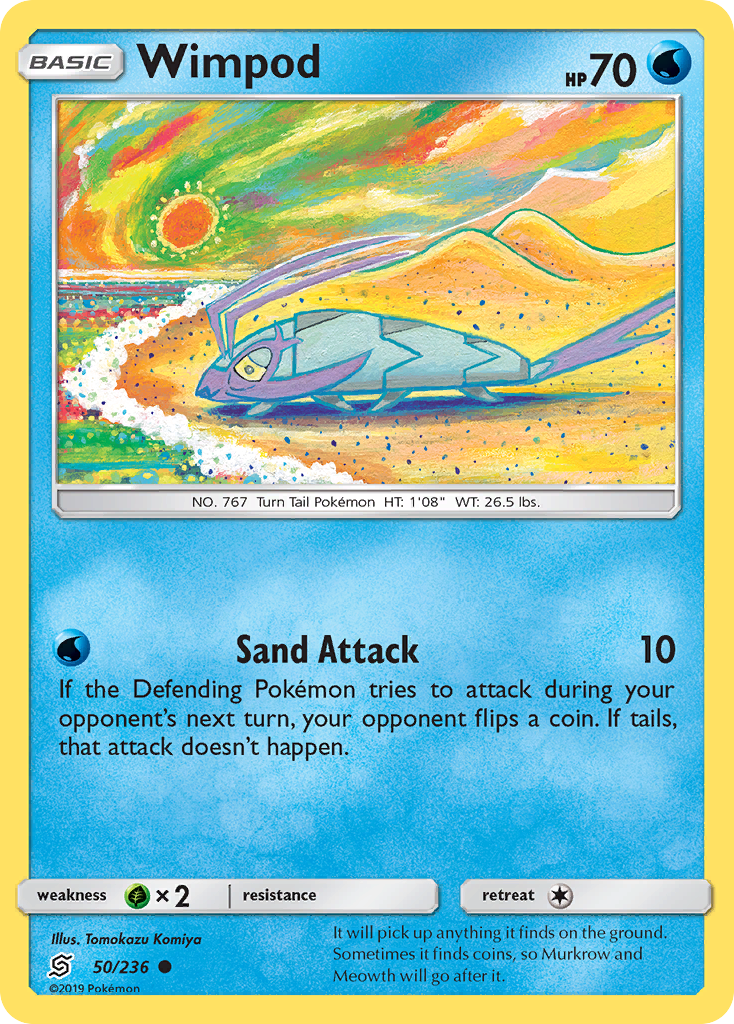 BASIC Wimpod HP 70
NO. 767 Turn Tail Pokémon HT: 1'08" WT: 26.5 lbs.
Sand Attack 10
If the Defending Pokémon tries to attack during your
opponent's next turn, your opponent flips a coin. If tails,
that attack doesn't happen.
weakness ×2 resistance retreat
Illus. Tomokazu Komiya
50/236
©2019 Pokémon
It will pick up anything it finds on the ground.
Sometimes it finds coins, so Murkrow and
Meowth will go after it.